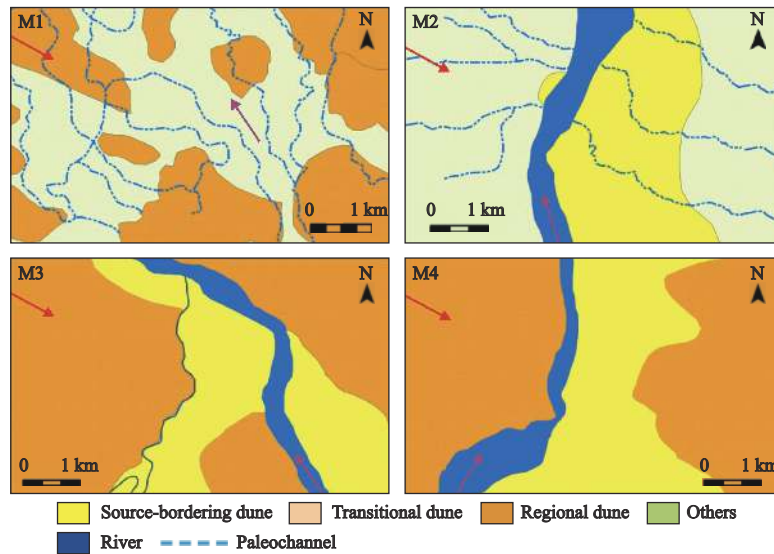 M1 N
0 1 km
M2 N
0 1 km
M3 N
0 1 km
M4 N
0 1 km
Source-bordering dune Transitional dune Regional dune Others
River Paleochannel